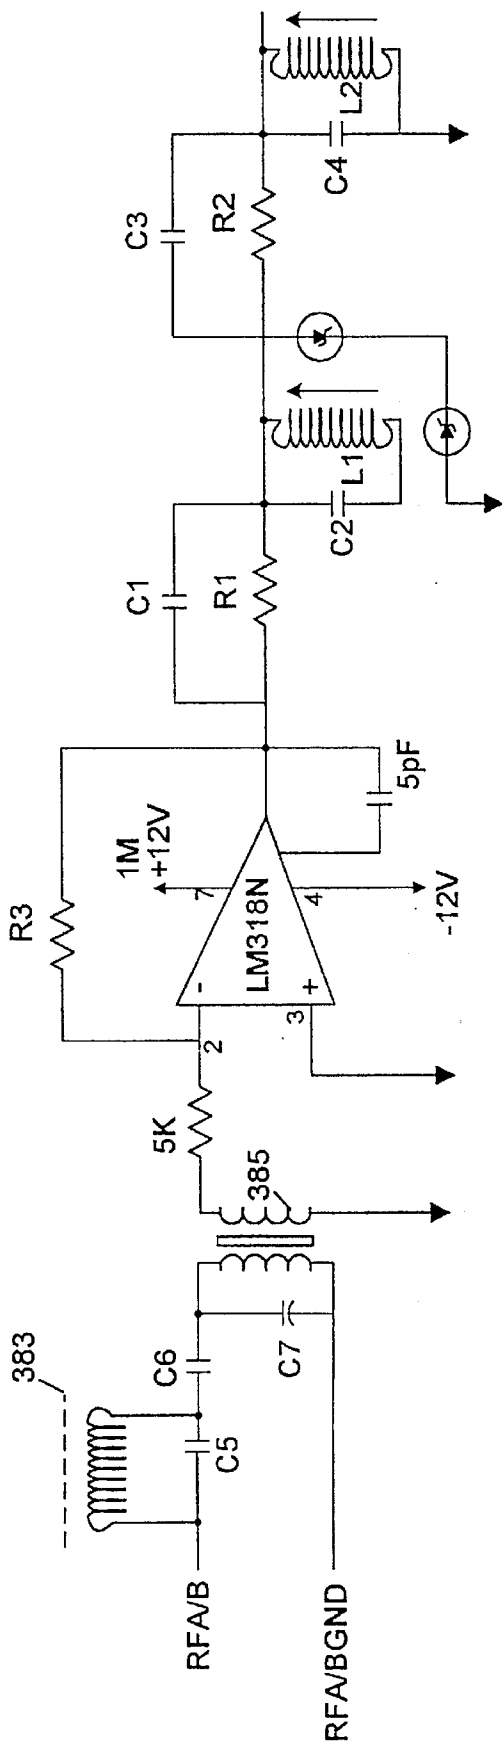 383
C5
C6
C7
RFA/B
RFA/BGND
385
5K
R3
2
3
-
+
LM318N
7
4
1M
+12V
-12V
5pF
C1
R1
C2
L1
C3
R2
C4
L2